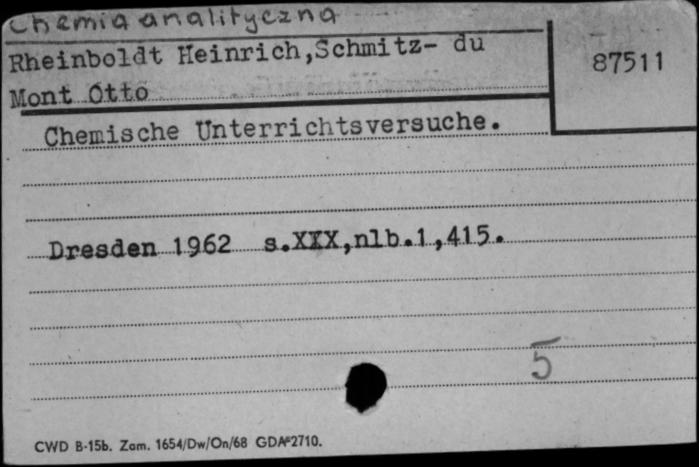 Chemia analityczna
Rheinboldt Heinrich,Schmitz- du
Mont Otto
87511
Chemische Unterrichtsversuche.
Dresden 1962 s.XXX,nlb.1,415.
5
CWD B-15b. Zam. 1654/Dw/On/68 GDA-2710.